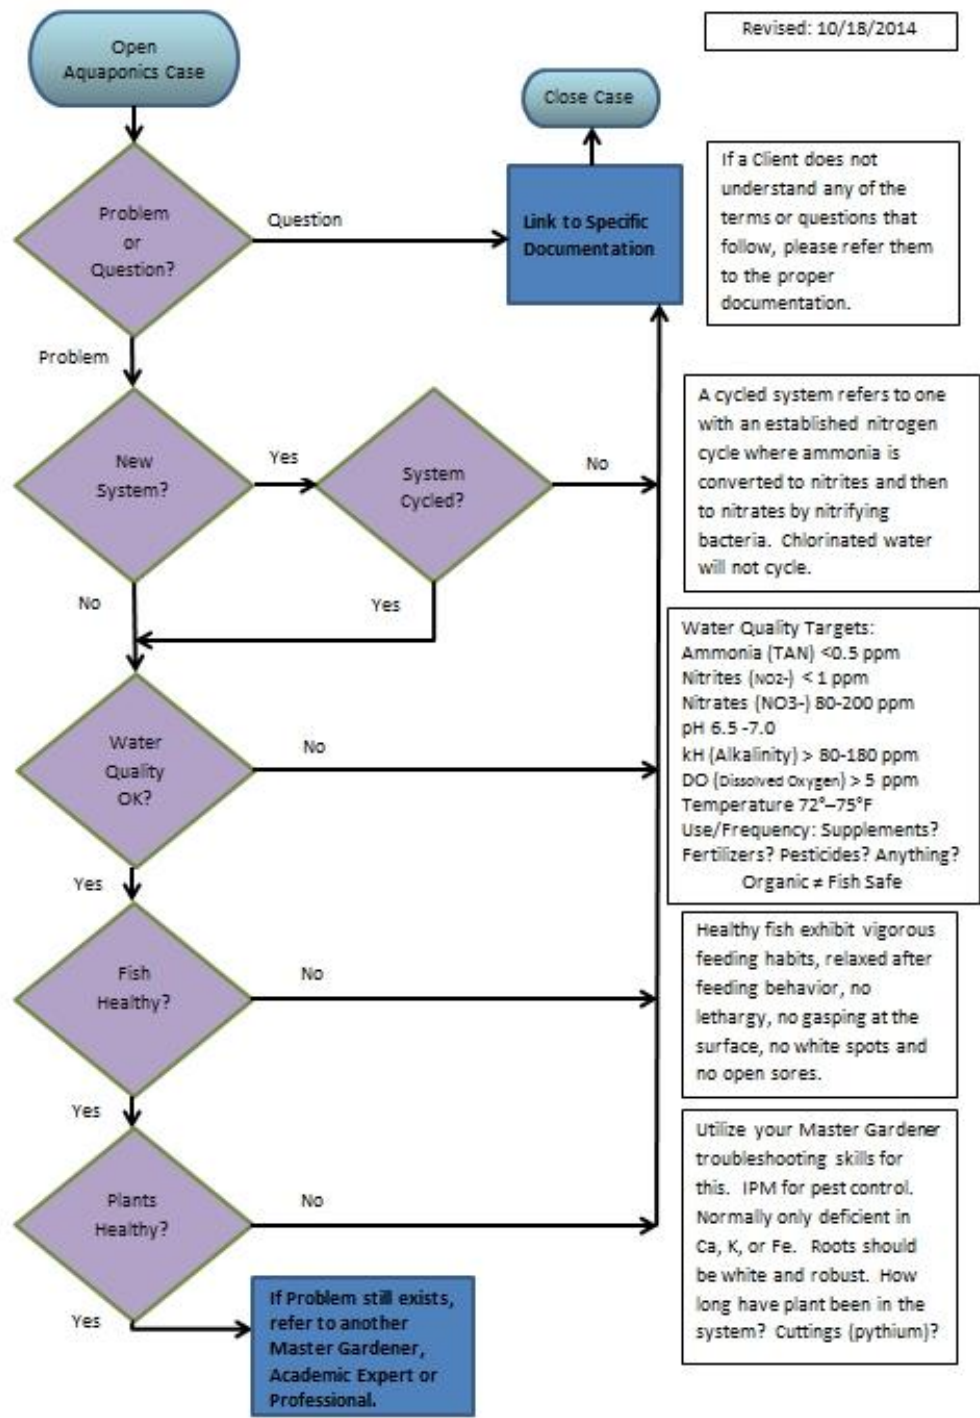 Open
Aquaponics Case
Revised: 10/18/2014
Close Case
Problem
or
Question?
Question
Link to Specific
Documentation
If a Client does not
understand any of the
terms or questions that
follow, please refer them
to the proper
documentation.
Problem
New
System?
Yes
System
Cycled?
No
A cycled system refers to one
with an established nitrogen
cycle where ammonia is
converted to nitrites and then
to nitrates by nitrifying
bacteria. Chlorinated water
will not cycle.
No
Yes
Water
Quality
OK?
No
Water Quality Targets:
Ammonia (TAN) <0.5 ppm
Nitrites (NO2-) < 1 ppm
Nitrates (NO3-) 80-200 ppm
pH 6.5 -7.0
kH (Alkalinity) > 80-180 ppm
DO (Dissolved Oxygen) > 5 ppm
Temperature 72°–75°F
Use/Frequency: Supplements?
Fertilizers? Pesticides? Anything?
Organic ≠ Fish Safe
Yes
Fish
Healthy?
No
Healthy fish exhibit vigorous
feeding habits, relaxed after
feeding behavior, no
lethargy, no gasping at the
surface, no white spots and
no open sores.
Yes
Plants
Healthy?
No
Utilize your Master Gardener
troubleshooting skills for
this. IPM for pest control.
Normally only deficient in
Ca, K, or Fe. Roots should
be white and robust. How
long have plant been in the
system? Cuttings (pythium)?
Yes
If Problem still exists,
refer to another
Master Gardener,
Academic Expert or
Professional.